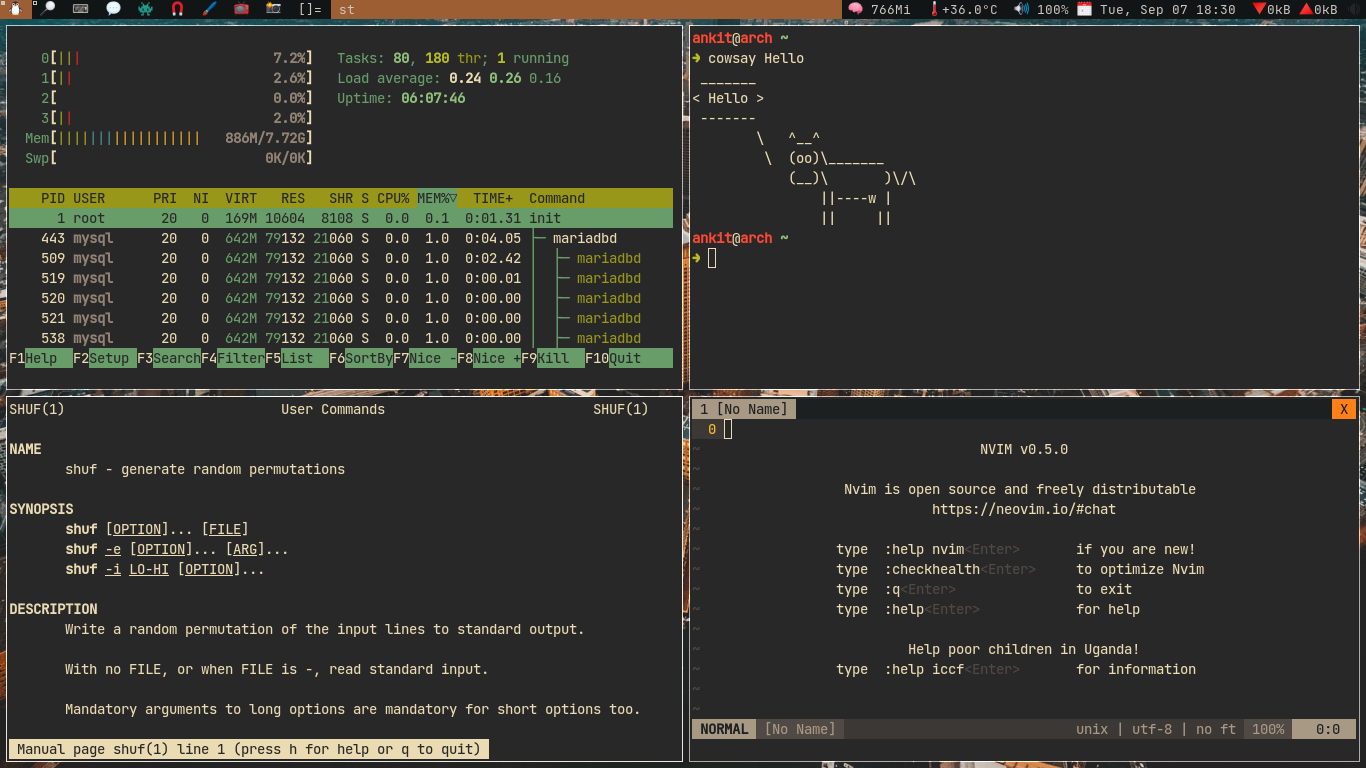 []= st 766Mi +36.0°C 100% Tue, Sep 07 18:30 ▼0kB ▲0kB
0[||| 7.2%] Tasks: 80, 180 thr; 1 running
1[|| 2.6%] Load average: 0.24 0.26 0.16
2[ 0.0%] Uptime: 06:07:46
3[|| 2.0%]
Mem[|||||||||||||||||| 886M/7.72G]
Swp[ 0K/0K]
PID USER PRI NI VIRT RES SHR S CPU% MEM%▽ TIME+ Command
1 root 20 0 169M 10604 8108 S 0.0 0.1 0:01.31 init
443 mysql 20 0 642M 79132 21060 S 0.0 1.0 0:04.05 ├─ mariadbd
509 mysql 20 0 642M 79132 21060 S 0.0 1.0 0:02.42 │ ├─ mariadbd
519 mysql 20 0 642M 79132 21060 S 0.0 1.0 0:00.01 │ ├─ mariadbd
520 mysql 20 0 642M 79132 21060 S 0.0 1.0 0:00.00 │ ├─ mariadbd
521 mysql 20 0 642M 79132 21060 S 0.0 1.0 0:00.00 │ ├─ mariadbd
538 mysql 20 0 642M 79132 21060 S 0.0 1.0 0:00.00 │ ├─ mariadbd
F1Help F2Setup F3SearchF4FilterF5List F6SortByF7Nice -F8Nice +F9Kill F10Quit
ankit@arch ~
➜ cowsay Hello
 _______
< Hello >
 -------
        \   ^__^
         \  (oo)\_______
            (__)\       )\/\
                ||----w |
                ||     ||
ankit@arch ~
➜
SHUF(1) User Commands SHUF(1)
NAME
shuf - generate random permutations
SYNOPSIS
shuf [OPTION]... [FILE]
shuf -e [OPTION]... [ARG]...
shuf -i LO-HI [OPTION]...
DESCRIPTION
Write a random permutation of the input lines to standard output.
With no FILE, or when FILE is -, read standard input.
Mandatory arguments to long options are mandatory for short options too.
Manual page shuf(1) line 1 (press h for help or q to quit)
1 [No Name] X
0
NVIM v0.5.0
Nvim is open source and freely distributable
https://neovim.io/#chat
type :help nvim<Enter> if you are new!
type :checkhealth<Enter> to optimize Nvim
type :q<Enter> to exit
type :help<Enter> for help
Help poor children in Uganda!
type :help iccf<Enter> for information
NORMAL [No Name] unix | utf-8 | no ft 100% 0:0